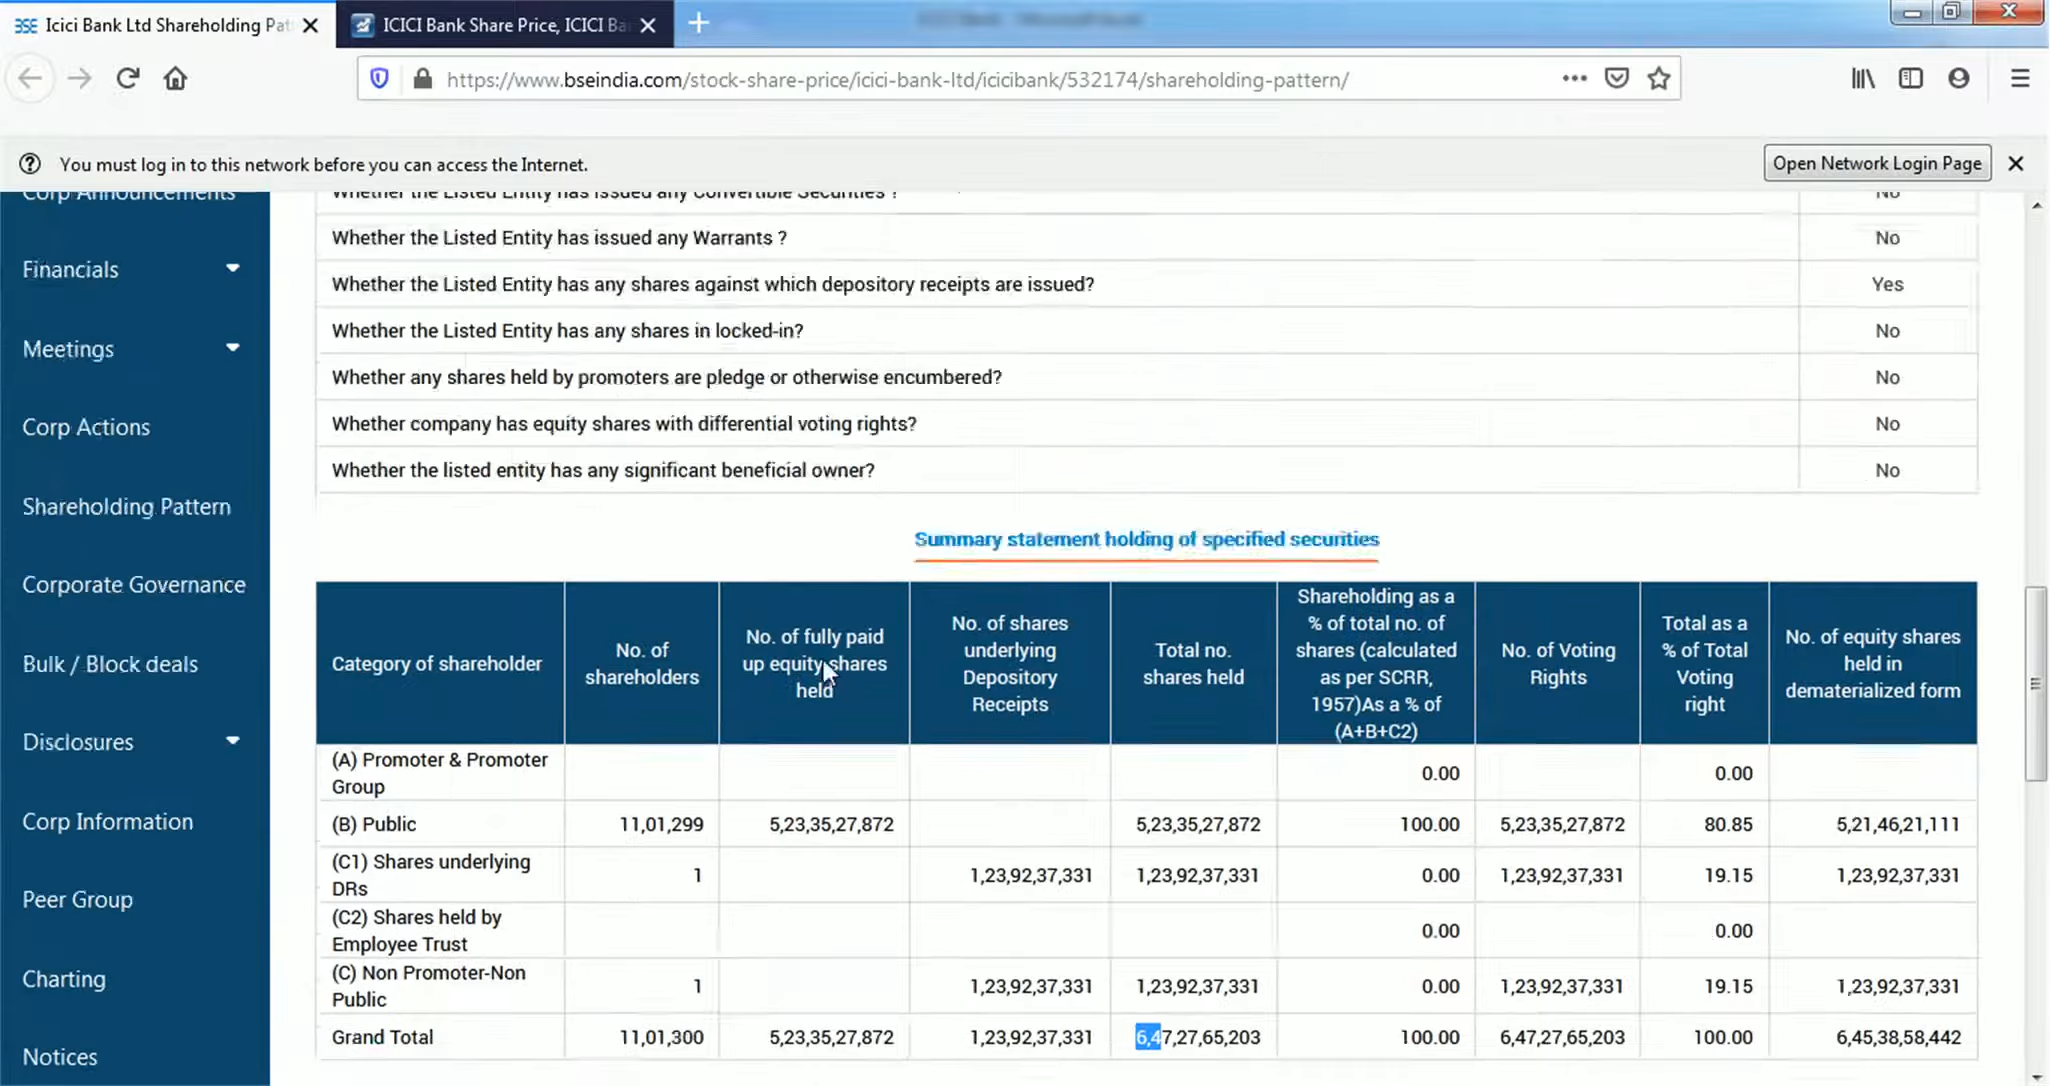 BSE Icici Bank Ltd Shareholding Pat
ICICI Bank Share Price, ICICI Ba
https://www.bseindia.com/stock-share-price/icici-bank-ltd/icicibank/532174/shareholding-pattern/
You must log in to this network before you can access the Internet.
Open Network Login Page
Corp Announcements
Financials
Meetings
Corp Actions
Shareholding Pattern
Corporate Governance
Bulk / Block deals
Disclosures
Corp Information
Peer Group
Charting
Notices
Whether the Listed Entity has issued any Convertible Securities ? No
Whether the Listed Entity has issued any Warrants ? No
Whether the Listed Entity has any shares against which depository receipts are issued? Yes
Whether the Listed Entity has any shares in locked-in? No
Whether any shares held by promoters are pledge or otherwise encumbered? No
Whether company has equity shares with differential voting rights? No
Whether the listed entity has any significant beneficial owner? No
Summary statement holding of specified securities
Category of shareholder
No. of
shareholders
No. of fully paid
up equity shares
held
No. of shares
underlying
Depository
Receipts
Total no.
shares held
Shareholding as a
% of total no. of
shares (calculated
as per SCRR,
1957)As a % of
(A+B+C2)
No. of Voting
Rights
Total as a
% of Total
Voting
right
No. of equity shares
held in
dematerialized form
(A) Promoter & Promoter
Group
0.00 0.00
(B) Public 11,01,299 5,23,35,27,872 5,23,35,27,872 100.00 5,23,35,27,872 80.85 5,21,46,21,111
(C1) Shares underlying
DRs
1 1,23,92,37,331 1,23,92,37,331 0.00 1,23,92,37,331 19.15 1,23,92,37,331
(C2) Shares held by
Employee Trust
0.00 0.00
(C) Non Promoter-Non
Public
1 1,23,92,37,331 1,23,92,37,331 0.00 1,23,92,37,331 19.15 1,23,92,37,331
Grand Total 11,01,300 5,23,35,27,872 1,23,92,37,331 6,47,27,65,203 100.00 6,47,27,65,203 100.00 6,45,38,58,442